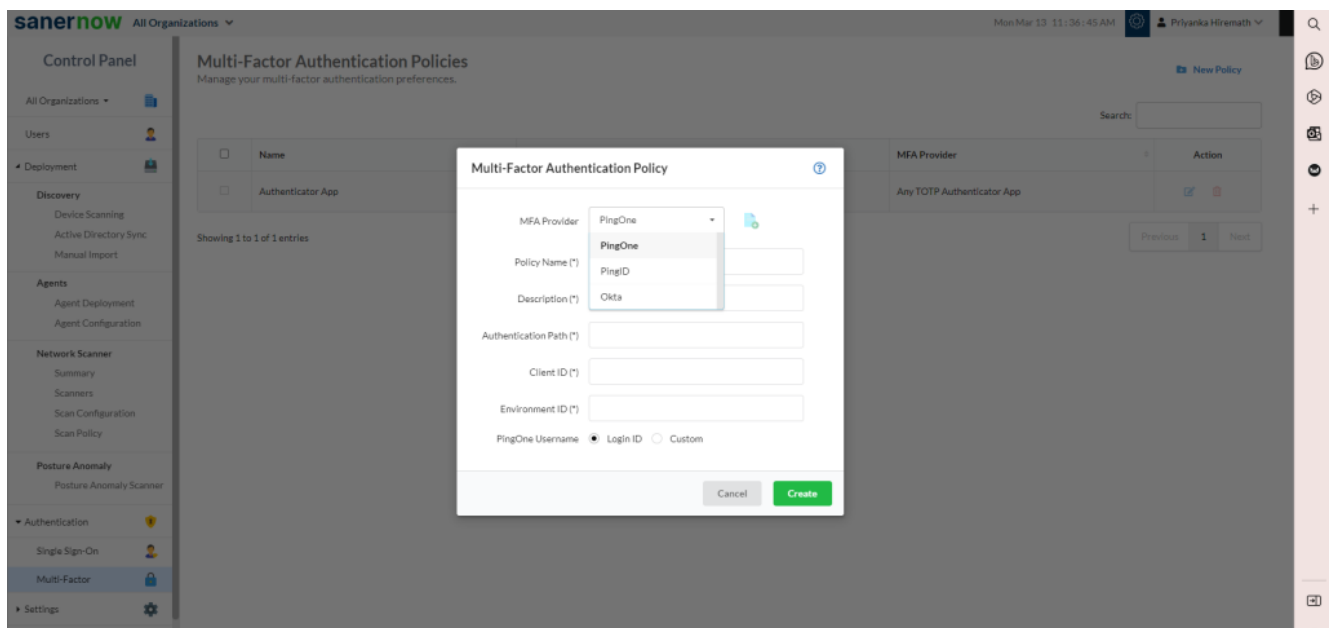 sanernow All Organizations
Mon Mar 13 11:36:45 AM
Priyanka Hiremath
Control Panel
All Organizations
Users
Deployment
Discovery
Device Scanning
Active Directory Sync
Manual Import
Agents
Agent Deployment
Agent Configuration
Network Scanner
Summary
Scanners
Scan Configuration
Scan Policy
Posture Anomaly
Posture Anomaly Scanner
Authentication
Single Sign-On
Multi-Factor
Settings
Multi-Factor Authentication Policies
Manage your multi-factor authentication preferences.
New Policy
Search:
Name
MFA Provider
Action
Authenticator App
Any TOTP Authenticator App
Showing 1 to 1 of 1 entries
Previous 1 Next
Multi-Factor Authentication Policy
MFA Provider PingOne
PingOne
PingID
Okta
Policy Name (*)
Description (*)
Authentication Path (*)
Client ID (*)
Environment ID (*)
PingOne Username Login ID Custom
Cancel Create